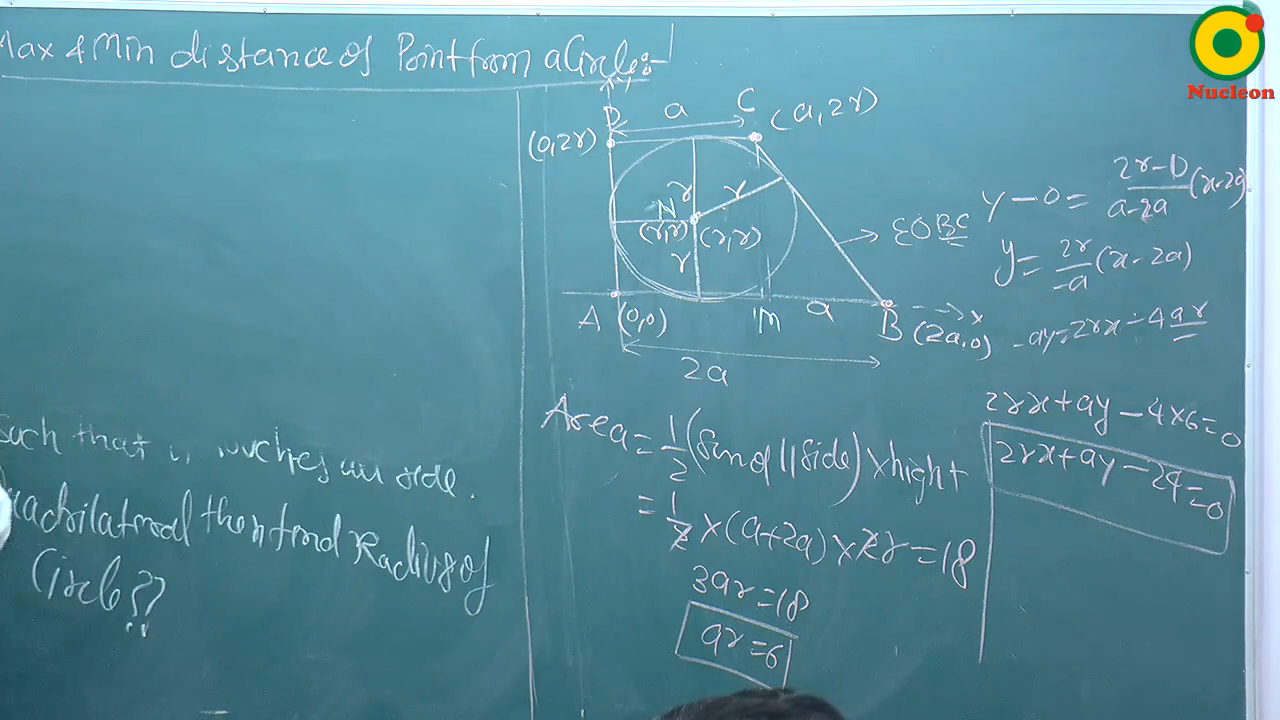 Max & Min distance of Point from a Circle:-
Nucleon
such that it touches all side.
quadrilateral then find Radius of
Circle??
y
D
a
C
(a,2r)
(0,2r)
r
r
N
(r,r)
(r,r)
r
EOBC
A
(0,0)
M
a
B
(2a,0)
x
2a
Area = 1/2 (Sum of || Side) × hight
= 1/2 × (a+2a) × 2r = 18
3ar = 18
ar = 6
y - 0 = 2r-0/a-2a (x-2a)
y = 2r/-a (x-2a)
-ay = 2rx - 4ar
2rx + ay - 4×6 = 0
2rx + ay - 24 = 0